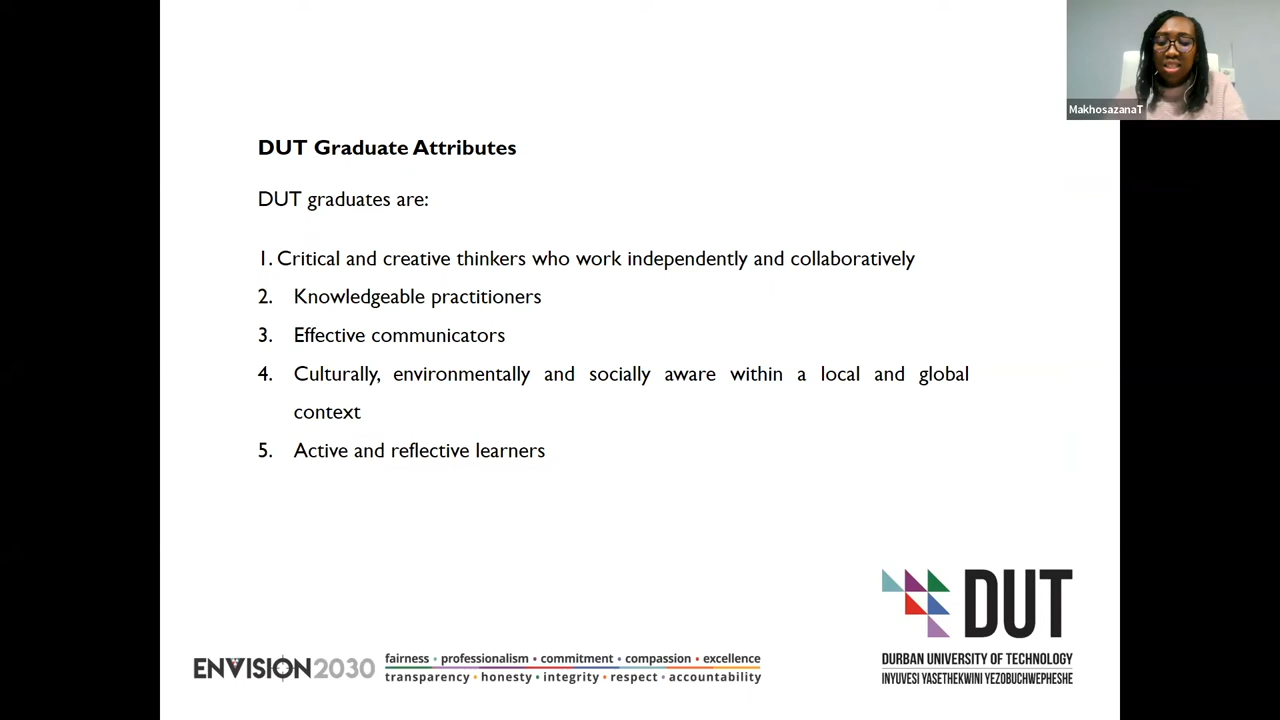 MakhosazanaT
DUT Graduate Attributes
DUT graduates are:
1. Critical and creative thinkers who work independently and collaboratively
2. Knowledgeable practitioners
3. Effective communicators
4. Culturally, environmentally and socially aware within a local and global
context
5. Active and reflective learners
DUT
DURBAN UNIVERSITY OF TECHNOLOGY
INYUVESI YASETHEKWINI YEZOBUCHWEPHESHE
ENVISION2030
fairness • professionalism • commitment • compassion • excellence
transparency • honesty • integrity • respect • accountability